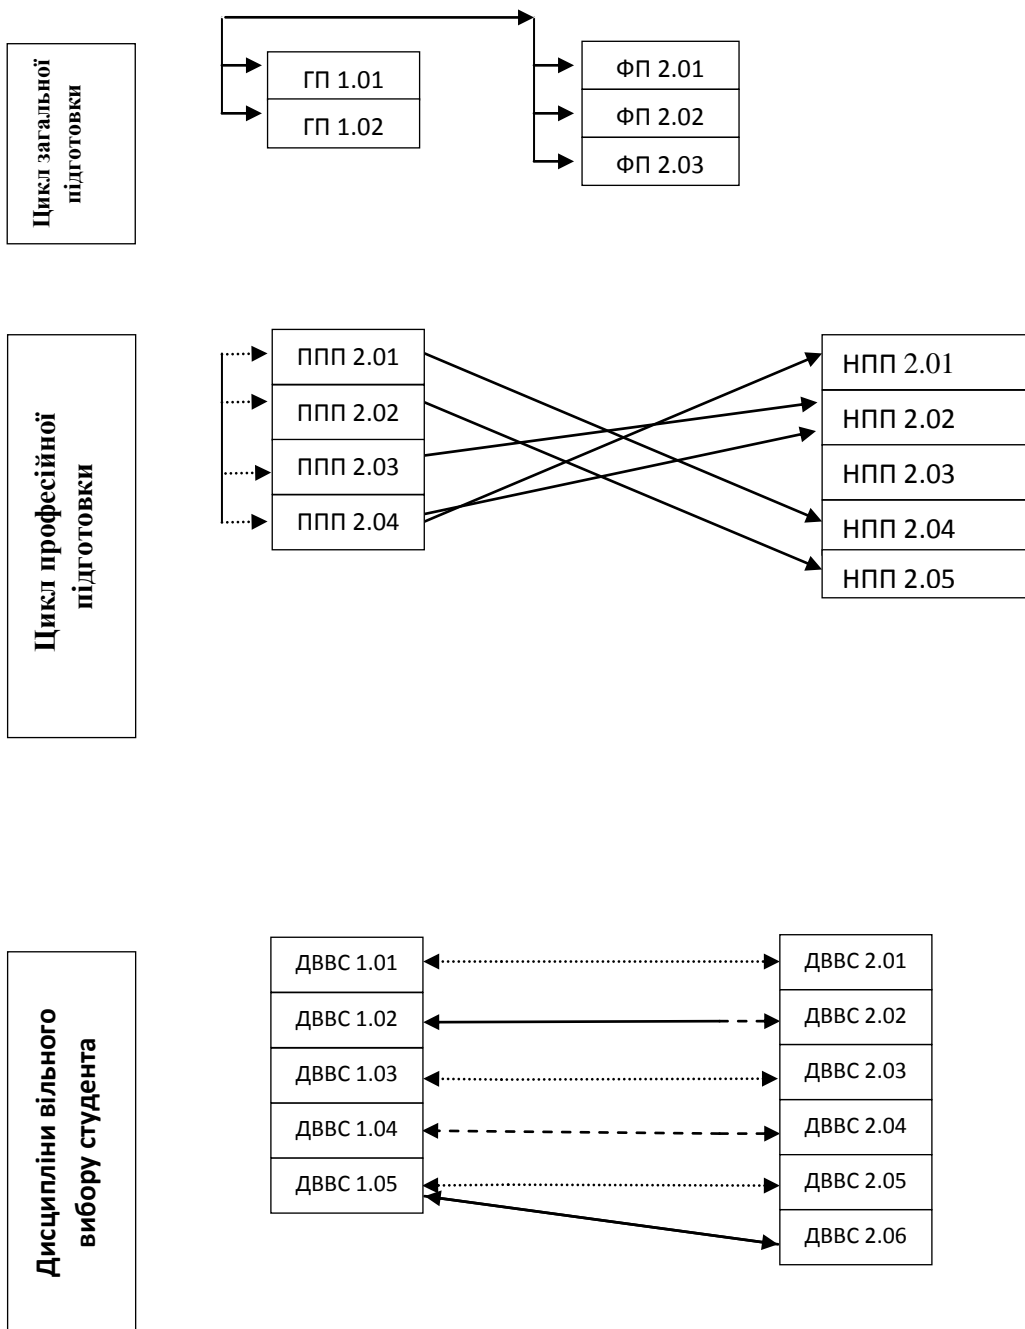 Цикл загальної
підготовки
ГП 1.01
ГП 1.02
ФП 2.01
ФП 2.02
ФП 2.03
Цикл професійної
підготовки
ППП 2.01
ППП 2.02
ППП 2.03
ППП 2.04
НПП 2.01
НПП 2.02
НПП 2.03
НПП 2.04
НПП 2.05
Дисципліни вільного
вибору студента
ДВВС 1.01
ДВВС 1.02
ДВВС 1.03
ДВВС 1.04
ДВВС 1.05
ДВВС 2.01
ДВВС 2.02
ДВВС 2.03
ДВВС 2.04
ДВВС 2.05
ДВВС 2.06